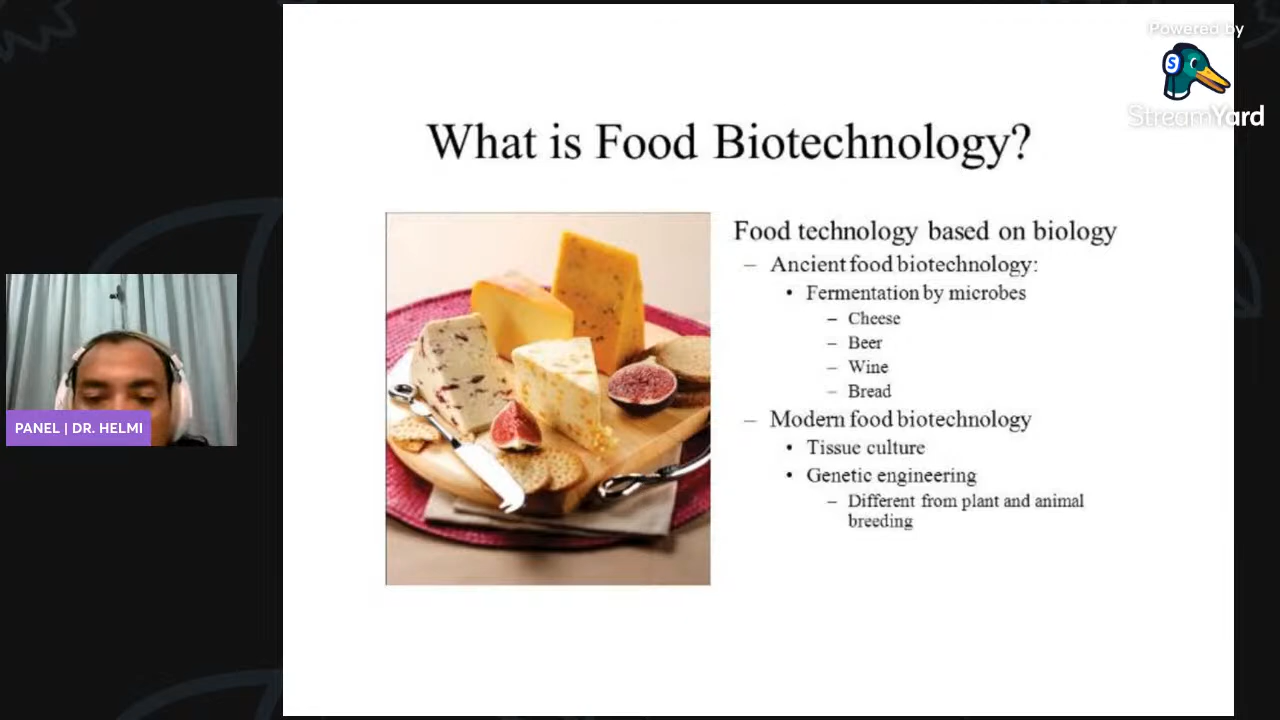 Powered by
StreamYard
What is Food Biotechnology?
Food technology based on biology
– Ancient food biotechnology:
• Fermentation by microbes
– Cheese
– Beer
– Wine
– Bread
– Modern food biotechnology
• Tissue culture
• Genetic engineering
– Different from plant and animal
breeding
PANEL | DR. HELMI